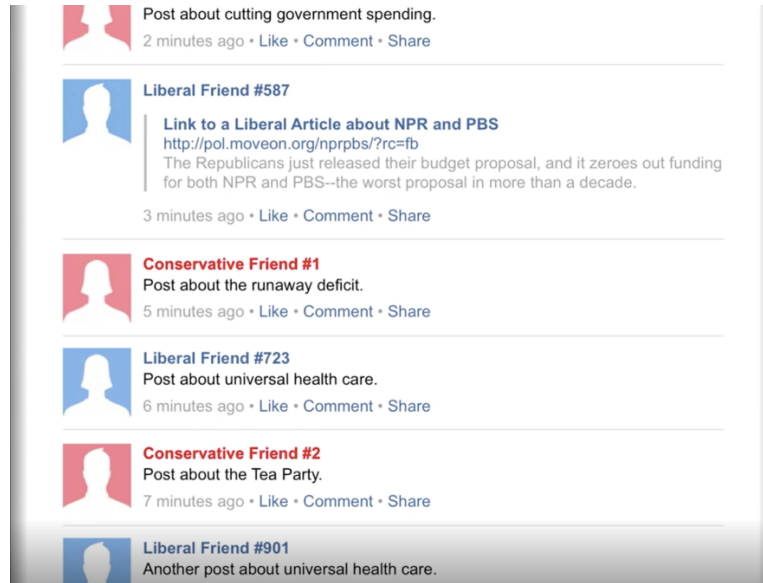 Post about cutting government spending.
2 minutes ago • Like • Comment • Share
Liberal Friend #587
Link to a Liberal Article about NPR and PBS
http://pol.moveon.org/nprpbs/?rc=fb
The Republicans just released their budget proposal, and it zeroes out funding
for both NPR and PBS--the worst proposal in more than a decade.
3 minutes ago • Like • Comment • Share
Conservative Friend #1
Post about the runaway deficit.
5 minutes ago • Like • Comment • Share
Liberal Friend #723
Post about universal health care.
6 minutes ago • Like • Comment • Share
Conservative Friend #2
Post about the Tea Party.
7 minutes ago • Like • Comment • Share
Liberal Friend #901
Another post about universal health care.